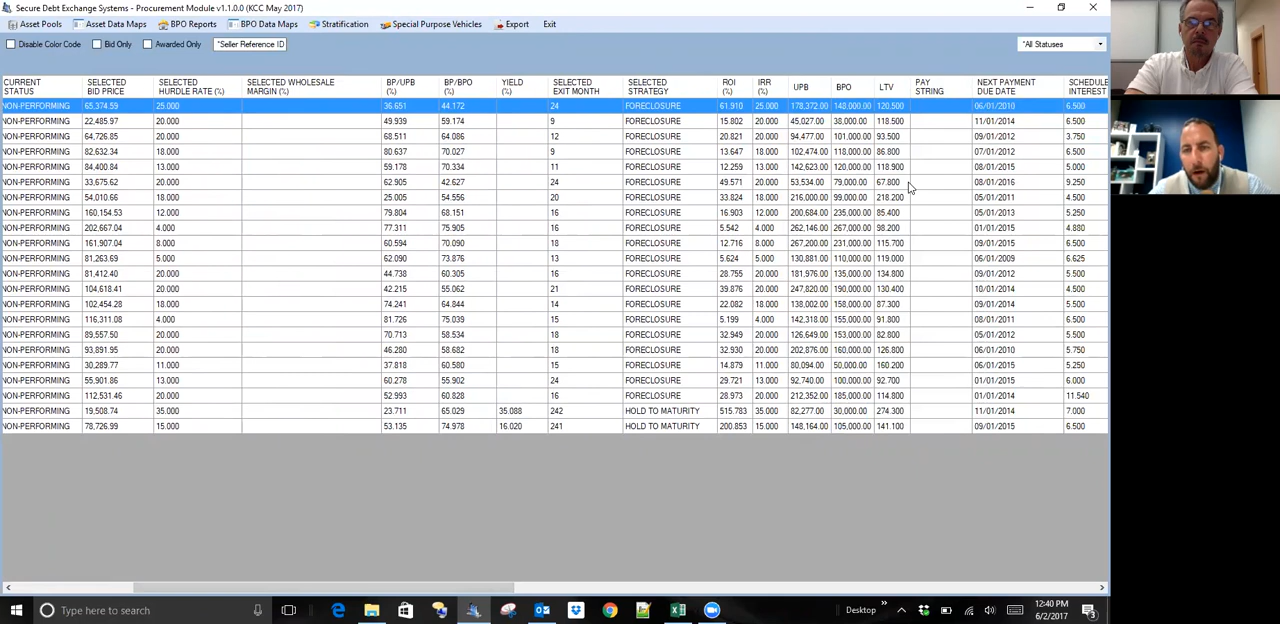 Secure Debt Exchange Systems - Procurement Module v1.1.0.0 (KCC May 2017)
Asset Pools Asset Data Maps BPO Reports BPO Data Maps Stratification Special Purpose Vehicles Export Exit
Disable Color Code Bid Only Awarded Only *Seller Reference ID *All Statuses
CURRENT STATUS SELECTED BID PRICE SELECTED HURDLE RATE (%) SELECTED WHOLESALE MARGIN (%) BP/UPB (%) BP/BPO (%) YIELD (%) SELECTED EXIT MONTH SELECTED STRATEGY ROI (%) IRR (%) UPB BPO LTV PAY STRING NEXT PAYMENT DUE DATE SCHEDULE INTEREST
NON-PERFORMING 65,374.59 25.000 36.651 44.172 24 FORECLOSURE 61.910 25.000 178,372.00 148,000.00 120.500 06/01/2010 6.500
NON-PERFORMING 22,485.97 20.000 49.939 59.174 9 FORECLOSURE 15.802 20.000 45,027.00 38,000.00 118.500 11/01/2014 6.500
NON-PERFORMING 64,726.85 20.000 68.511 64.086 12 FORECLOSURE 20.821 20.000 94,477.00 101,000.00 93.500 09/01/2012 3.750
NON-PERFORMING 82,632.34 18.000 80.637 70.027 9 FORECLOSURE 13.647 18.000 102,474.00 118,000.00 86.800 07/01/2012 6.500
NON-PERFORMING 84,400.84 13.000 59.178 70.334 11 FORECLOSURE 12.259 13.000 142,623.00 120,000.00 118.900 08/01/2015 5.000
NON-PERFORMING 33,675.62 20.000 62.905 42.627 24 FORECLOSURE 49.571 20.000 53,534.00 79,000.00 67.800 08/01/2016 9.250
NON-PERFORMING 54,010.66 18.000 25.005 54.556 20 FORECLOSURE 33.824 18.000 216,000.00 99,000.00 218.200 05/01/2011 4.500
NON-PERFORMING 160,154.53 12.000 79.804 68.151 16 FORECLOSURE 16.903 12.000 200,684.00 235,000.00 85.400 05/01/2013 5.250
NON-PERFORMING 202,667.04 4.000 77.311 75.905 16 FORECLOSURE 5.542 4.000 262,146.00 267,000.00 98.200 01/01/2015 4.880
NON-PERFORMING 161,907.04 8.000 60.594 70.090 18 FORECLOSURE 12.716 8.000 267,200.00 231,000.00 115.700 09/01/2015 6.500
NON-PERFORMING 81,263.69 5.000 62.090 73.876 13 FORECLOSURE 5.624 5.000 130,881.00 110,000.00 119.000 06/01/2009 6.625
NON-PERFORMING 81,412.40 20.000 44.738 60.305 16 FORECLOSURE 28.755 20.000 181,976.00 135,000.00 134.800 09/01/2012 5.500
NON-PERFORMING 104,618.41 20.000 42.215 55.062 21 FORECLOSURE 39.876 20.000 247,820.00 190,000.00 130.400 10/01/2014 4.500
NON-PERFORMING 102,454.28 18.000 74.241 64.844 14 FORECLOSURE 22.082 18.000 138,002.00 158,000.00 87.300 09/01/2014 5.500
NON-PERFORMING 116,311.08 4.000 81.726 75.039 15 FORECLOSURE 5.199 4.000 142,318.00 155,000.00 91.800 08/01/2011 6.500
NON-PERFORMING 89,557.50 20.000 70.713 58.534 18 FORECLOSURE 32.949 20.000 126.649.00 153,000.00 82.800 05/01/2012 5.500
NON-PERFORMING 93,891.95 20.000 46.280 58.682 18 FORECLOSURE 32.930 20.000 202,876.00 160,000.00 126.800 06/01/2010 5.750
NON-PERFORMING 30,289.77 11.000 37.818 60.580 15 FORECLOSURE 14.879 11.000 80,094.00 50,000.00 160.200 01/01/2015 5.250
NON-PERFORMING 55,901.86 13.000 60.278 55.902 24 FORECLOSURE 29.721 13.000 92,740.00 100,000.00 92.700 01/01/2015 6.000
NON-PERFORMING 112,531.46 20.000 52.993 60.828 16 FORECLOSURE 28.973 20.000 212,352.00 185,000.00 114.800 01/01/2014 11.540
NON-PERFORMING 19,508.74 35.000 23.711 65.029 35.088 242 HOLD TO MATURITY 515.783 35.000 82,277.00 30,000.00 274.300 11/01/2014 7.000
NON-PERFORMING 78,726.99 15.000 53.135 74.978 16.020 241 HOLD TO MATURITY 200.853 15.000 148,164.00 105,000.00 141.100 09/01/2015 6.500
Type here to search Desktop 12:40 PM
6/2/2017